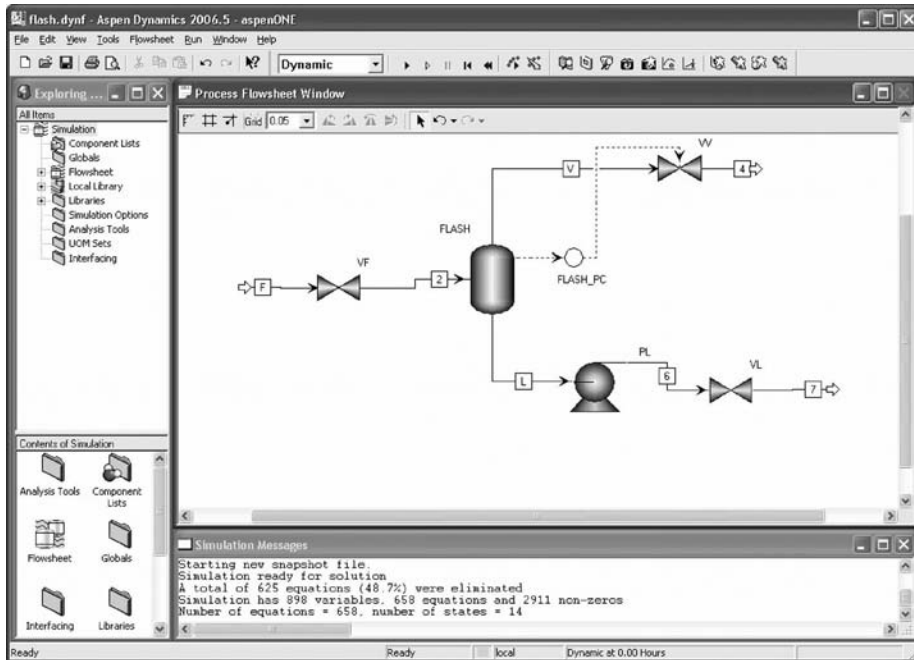 flash.dynf - Aspen Dynamics 2006.5 - aspenONE
File Edit View Tools Flowsheet Run Window Help
Dynamic
Exploring ...
All Items
Simulation
Component Lists
Globals
Flowsheet
Local Library
Libraries
Simulation Options
Analysis Tools
UOM Sets
Interfacing
Contents of Simulation
Analysis Tools
Component Lists
Flowsheet
Globals
Interfacing
Libraries
Process Flowsheet Window
Grid 0.05
VV
V
4
FLASH
VF
2
F
FLASH_PC
PL
VL
L
6
7
Simulation Messages
Starting new snapshot file.
Simulation ready for solution
A total of 625 equations (48.7%) were eliminated
Simulation has 898 variables, 658 equations and 2911 non-zeros
Number of equations = 658, number of states = 14
Ready
Ready
local
Dynamic at 0.00 Hours